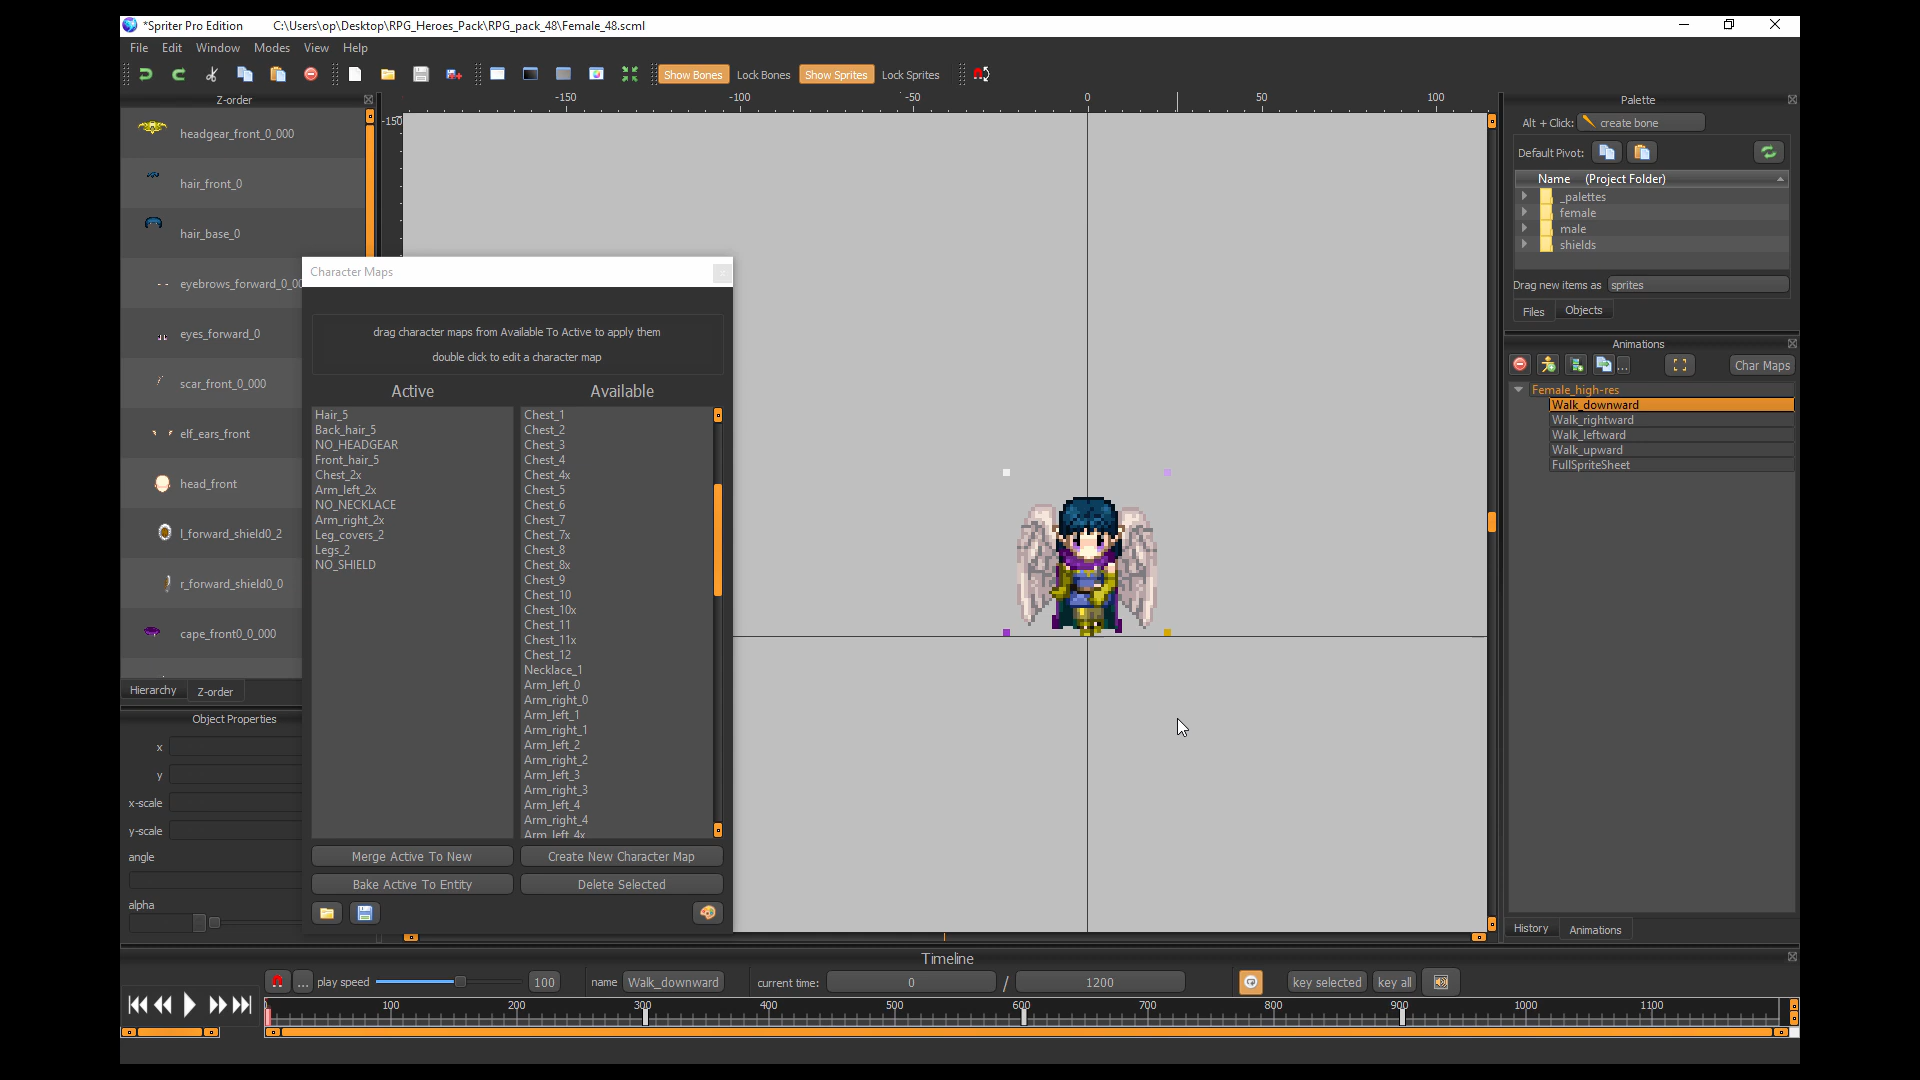 *Spriter Pro Edition C:\Users\op\Desktop\RPG_Heroes_Pack\RPG_pack_48\Female_48.scml
File Edit Window Modes View Help
Show Bones Lock Bones Show Sprites Lock Sprites
Z-order
headgear_front_0_000
hair_front_0
hair_base_0
eyebrows_forward_0_00
eyes_forward_0
scar_front_0_000
elf_ears_front
head_front
l_forward_shield0_2
r_forward_shield0_0
cape_front0_0_000
Hierarchy Z-order
Object Properties
x
y
x-scale
y-scale
angle
alpha
-150 -100 -50 0 50 100
-150
Character Maps
drag character maps from Available To Active to apply them
double click to edit a character map
Active
Hair_5
Back_hair_5
NO_HEADGEAR
Front_hair_5
Chest_2x
Arm_left_2x
NO_NECKLACE
Arm_right_2x
Leg_covers_2
Legs_2
NO_SHIELD
Available
Chest_1
Chest_2
Chest_3
Chest_4
Chest_4x
Chest_5
Chest_6
Chest_7
Chest_7x
Chest_8
Chest_8x
Chest_9
Chest_10
Chest_10x
Chest_11
Chest_11x
Chest_12
Necklace_1
Arm_left_0
Arm_right_0
Arm_left_1
Arm_right_1
Arm_left_2
Arm_right_2
Arm_left_3
Arm_right_3
Arm_left_4
Arm_right_4
Arm_left_4x
Merge Active To New Create New Character Map
Bake Active To Entity Delete Selected
Palette
Alt + Click: create bone
Default Pivot:
Name (Project Folder)
_palettes
female
male
shields
Drag new items as sprites
Files Objects
Animations
... Char Maps
Female_high-res
Walk_downward
Walk_rightward
Walk_leftward
Walk_upward
FullSpriteSheet
History Animations
Timeline
... play speed 100 name Walk_downward current time: 0 / 1200 key selected key all
100 200 300 400 500 600 700 800 900 1000 1100